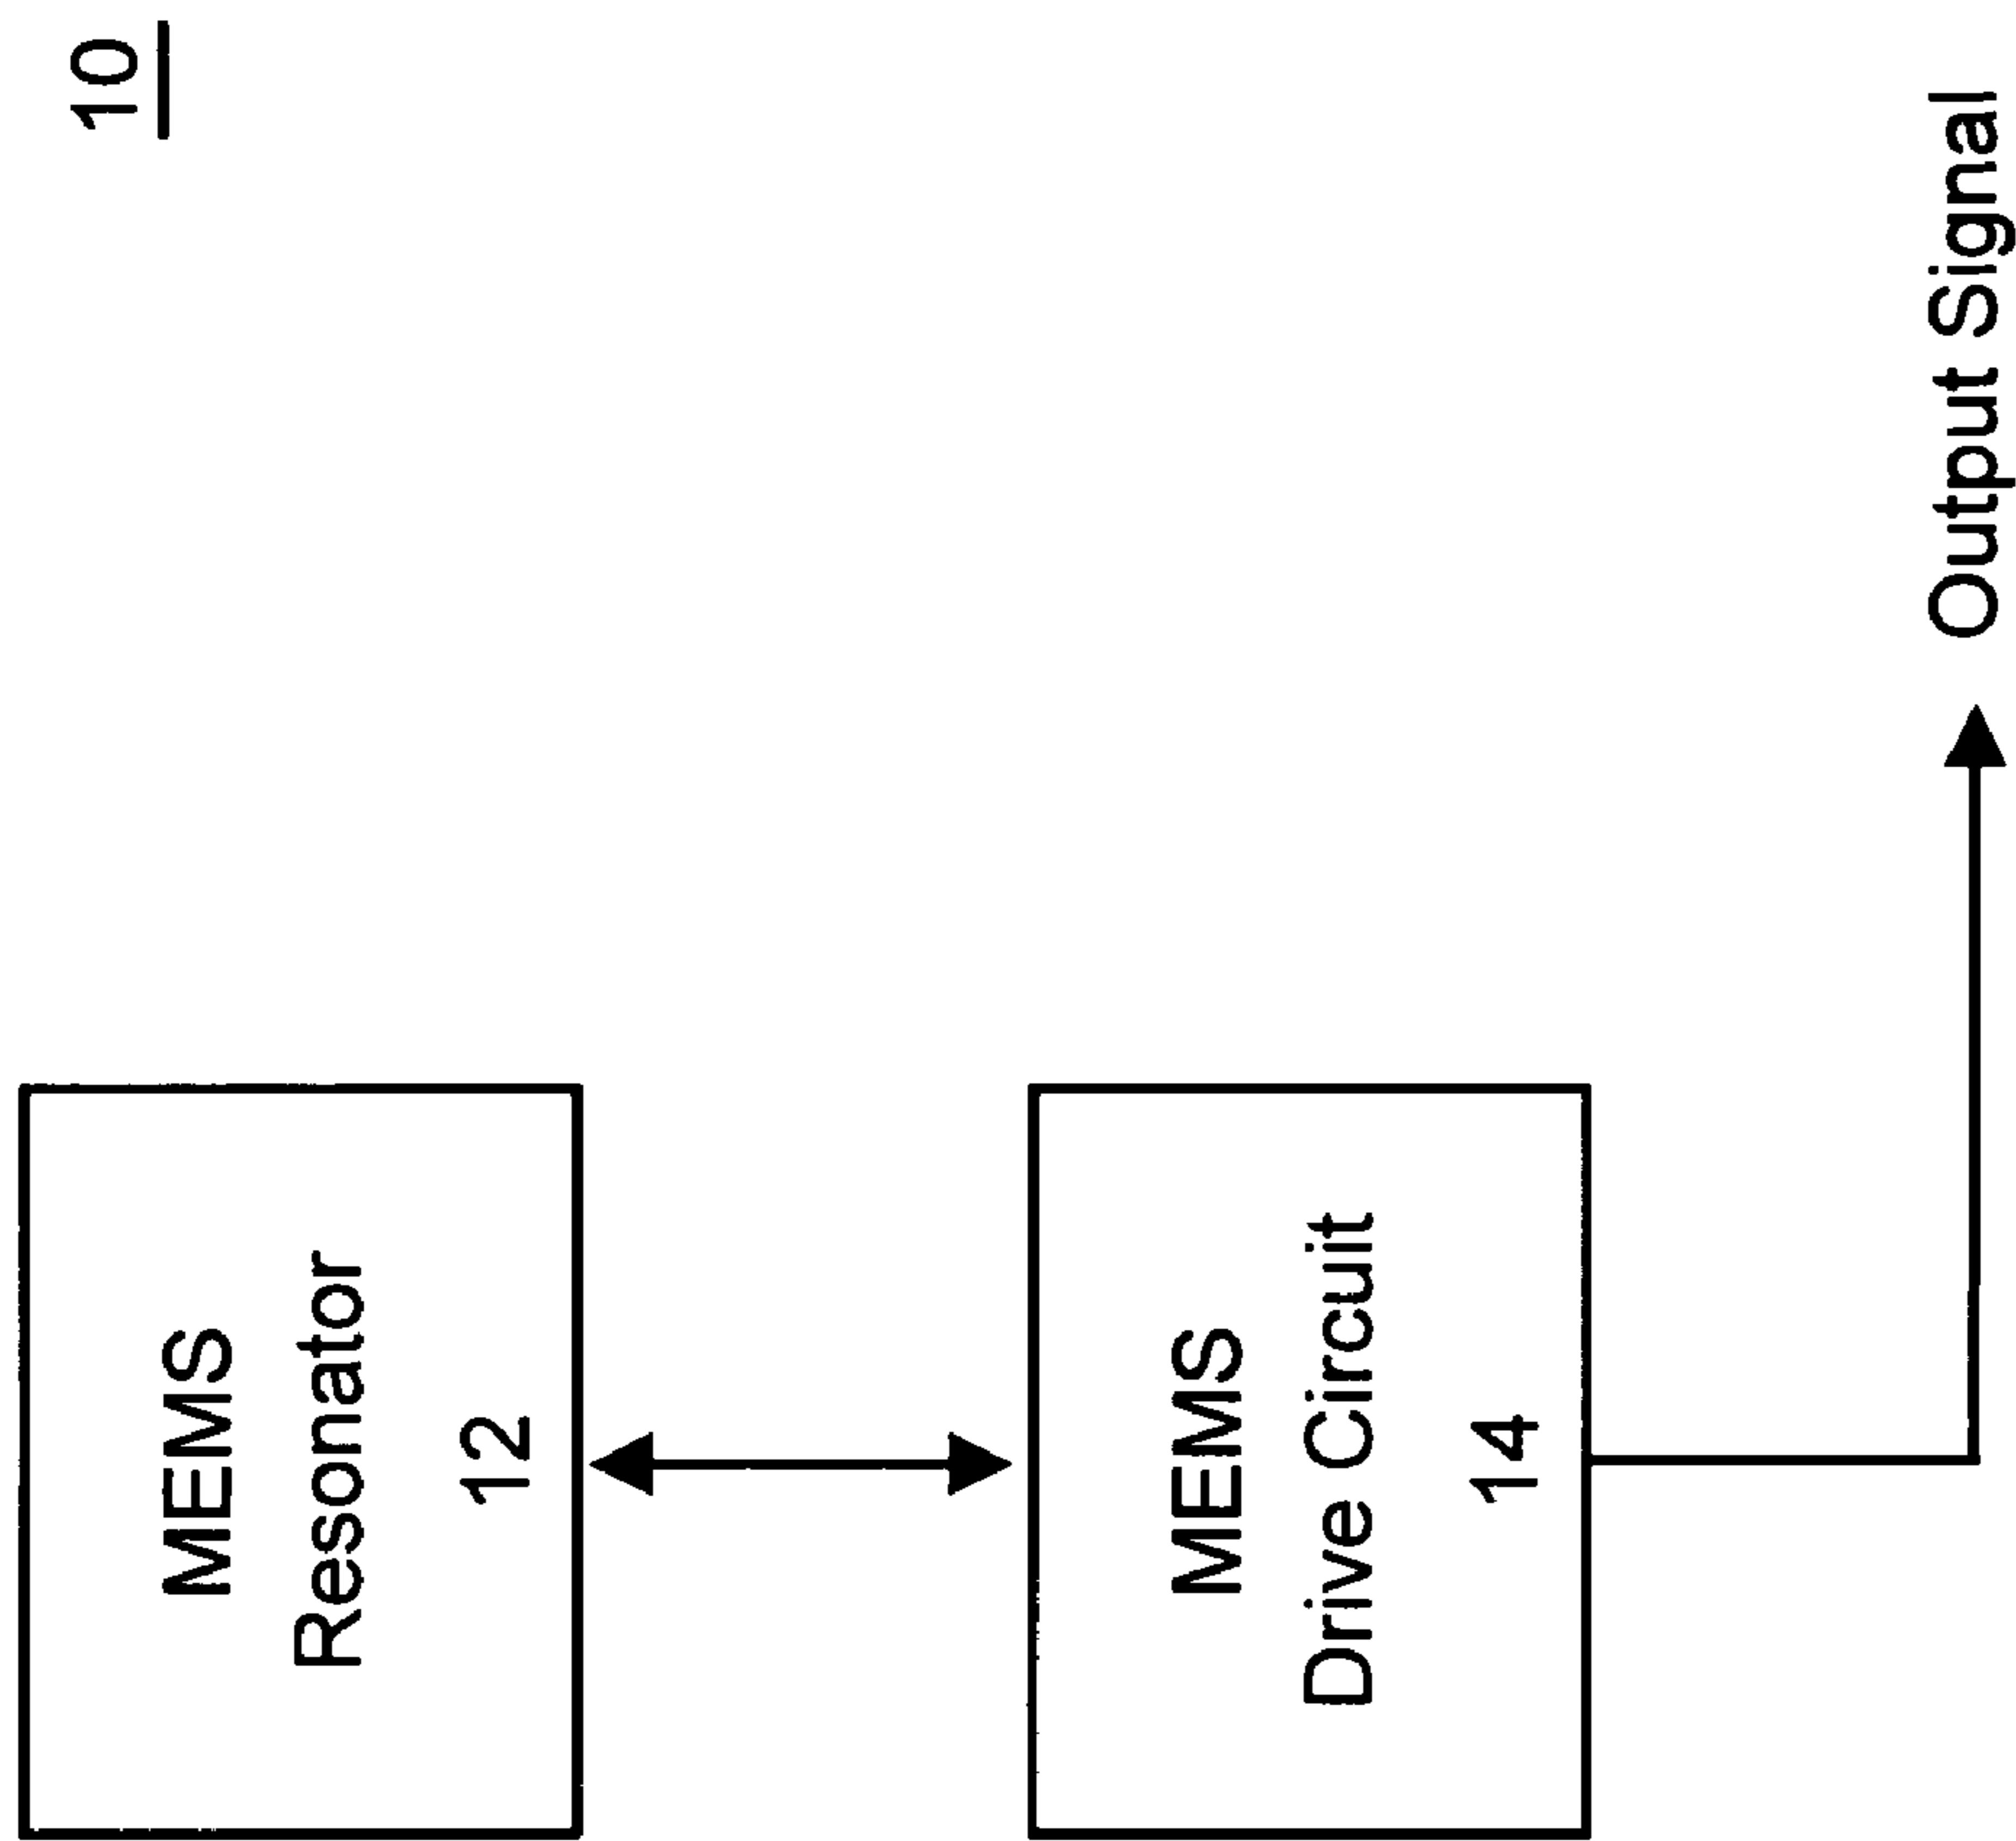 10
MEMS
Resonator
12
MEMS
Drive Circuit
14
Output Signal